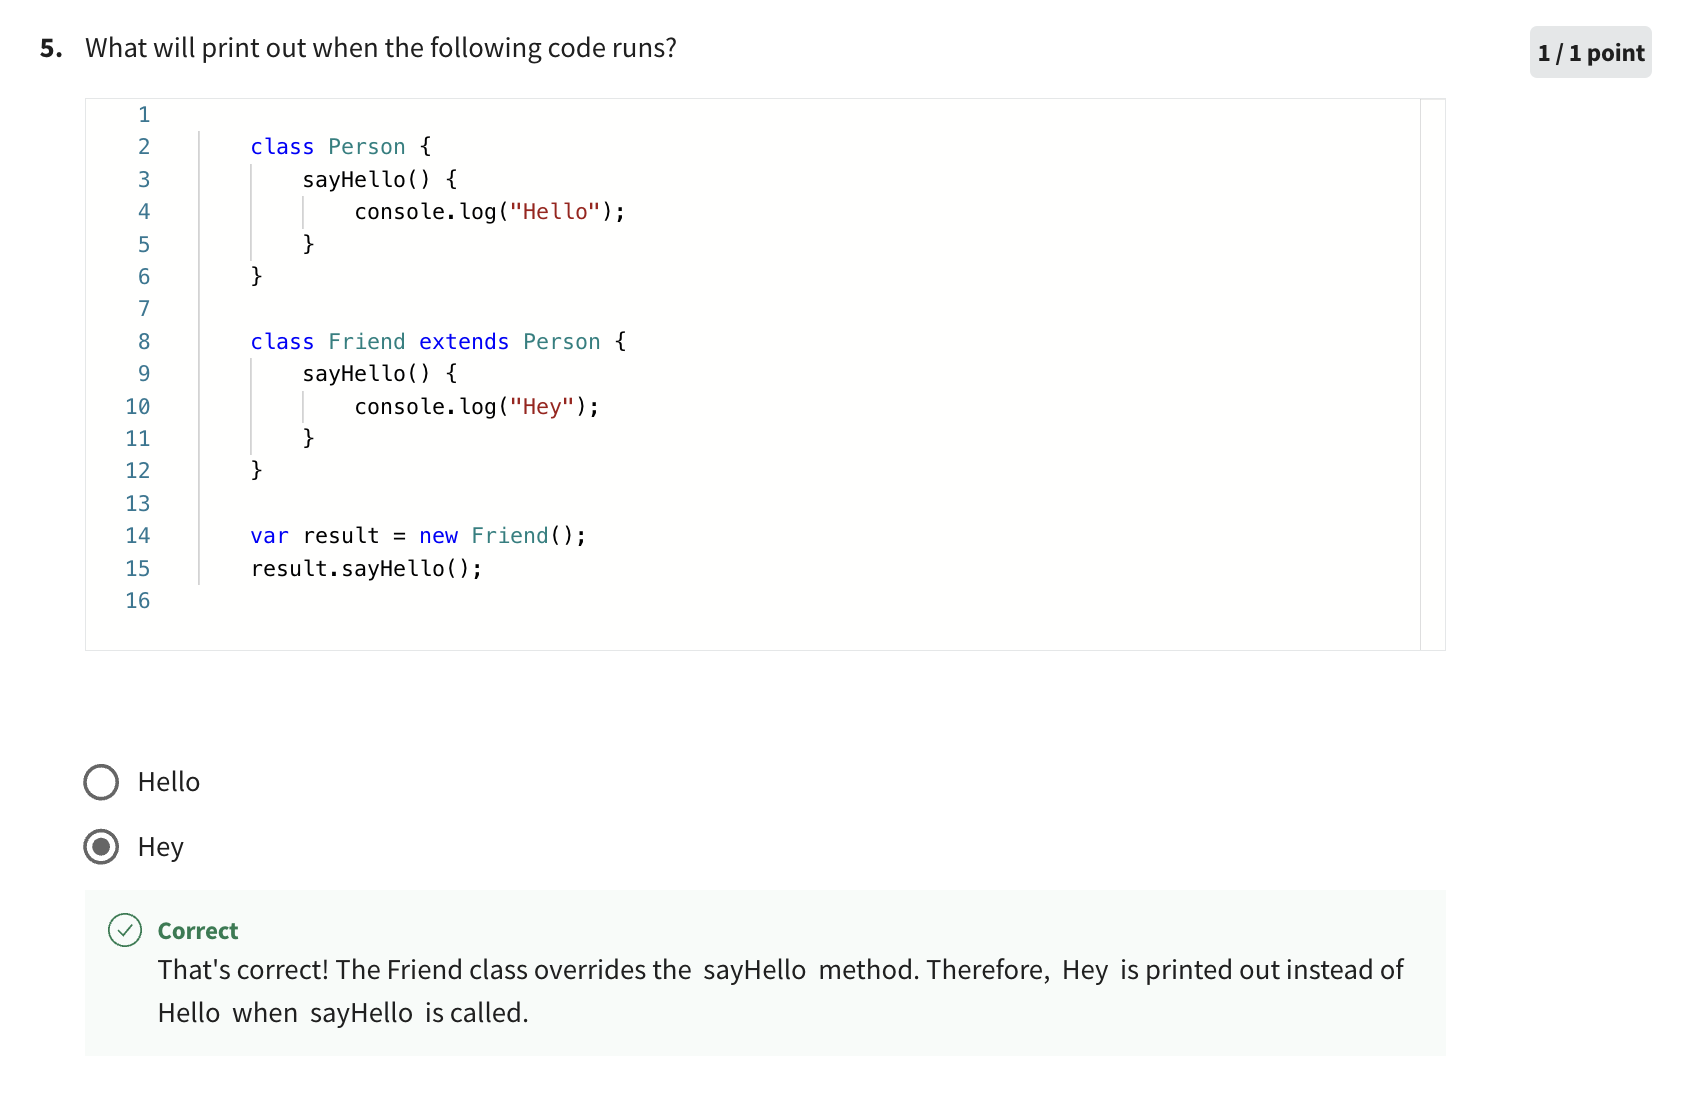 5. What will print out when the following code runs?
1 / 1 point
1
2 class Person {
3 sayHello() {
4 console.log("Hello");
5 }
6 }
7
8 class Friend extends Person {
9 sayHello() {
10 console.log("Hey");
11 }
12 }
13
14 var result = new Friend();
15 result.sayHello();
16
Hello
Hey
Correct
That's correct! The Friend class overrides the sayHello method. Therefore, Hey is printed out instead of
Hello when sayHello is called.